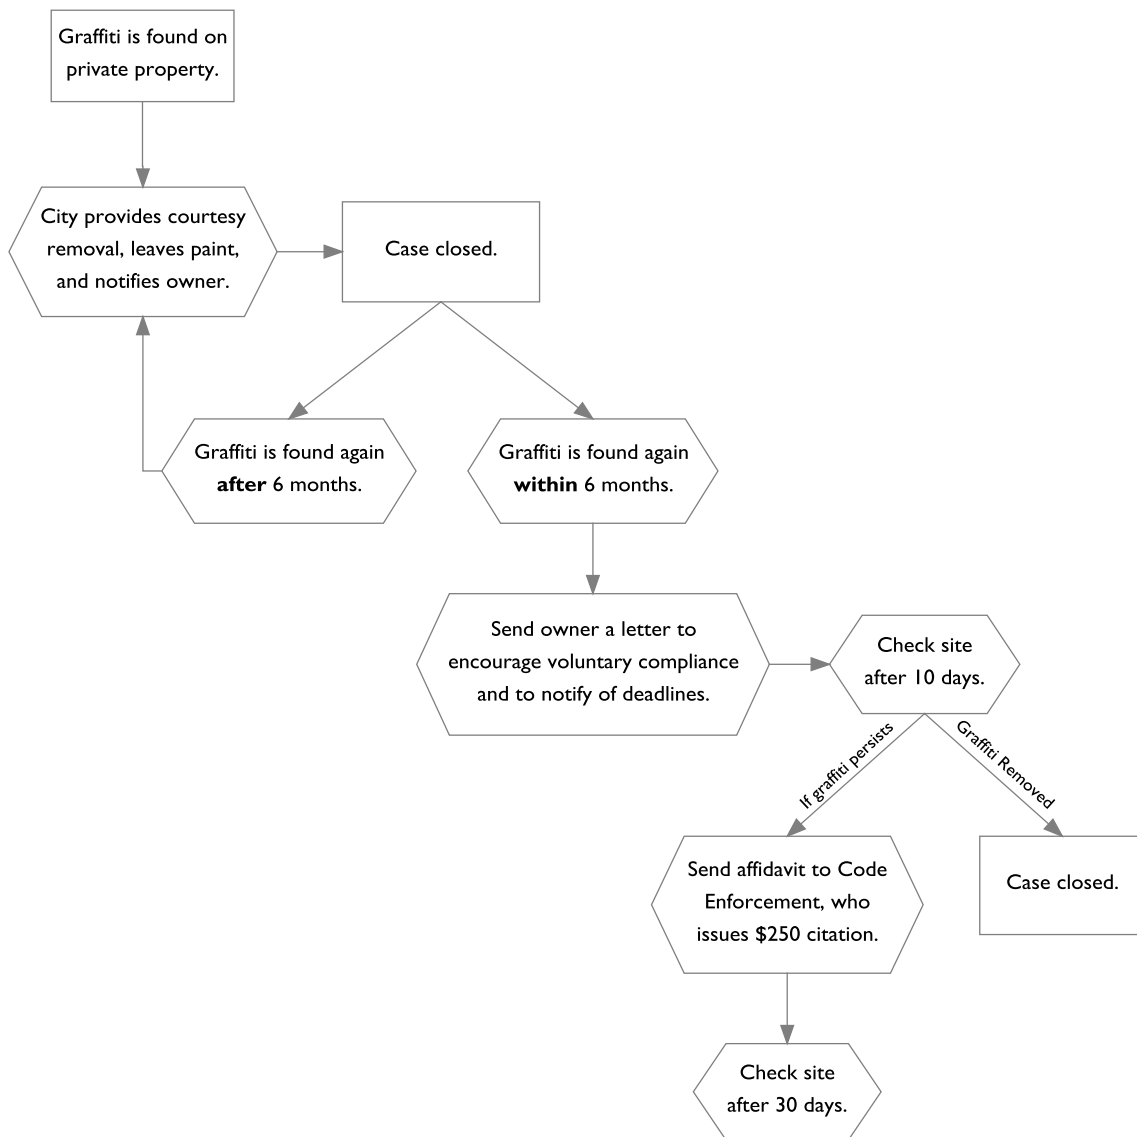 Graffiti is found on
private property.
City provides courtesy
removal, leaves paint,
and notifies owner.
Case closed.
Graffiti is found again
after 6 months.
Graffiti is found again
within 6 months.
Send owner a letter to
encourage voluntary compliance
and to notify of deadlines.
Check site
after 10 days.
If graffiti persists
Graffiti Removed
Send affidavit to Code
Enforcement, who
issues $250 citation.
Case closed.
Check site
after 30 days.